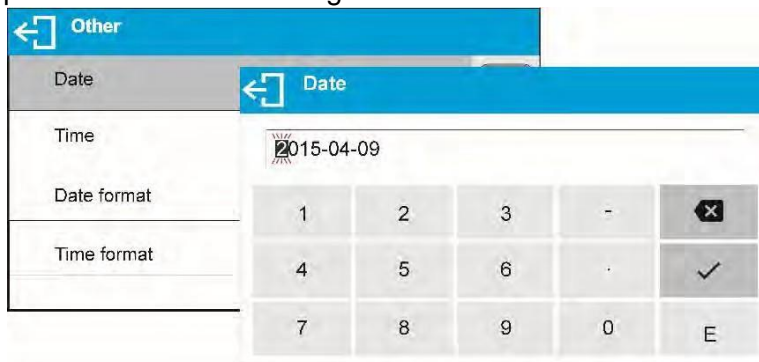 Other
Date
Time
Date format
Time format
Date
2015-04-09
1 2 3 -
4 5 6 .
7 8 9 0 E